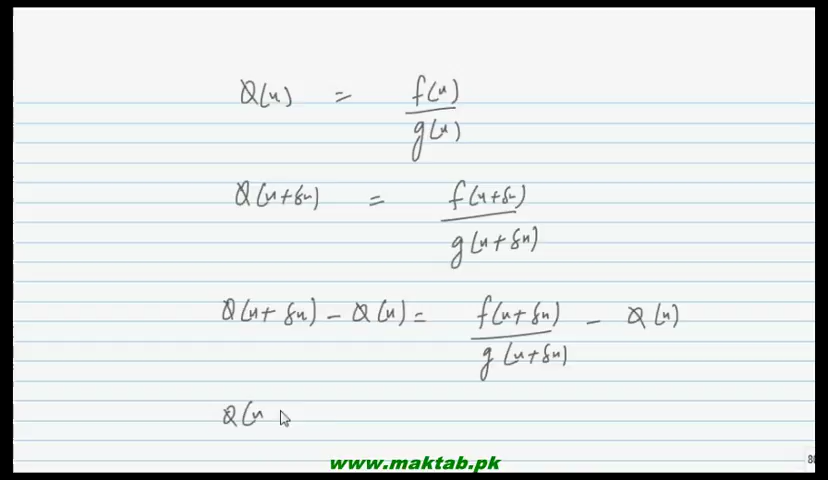 Q(x) = f(x)/g(x)
Q(x+δx) = f(x+δx)/g(x+δx)
Q(x+δx) - Q(x) = f(x+δx)/g(x+δx) - Q(x)
Q(x
www.maktab.pk